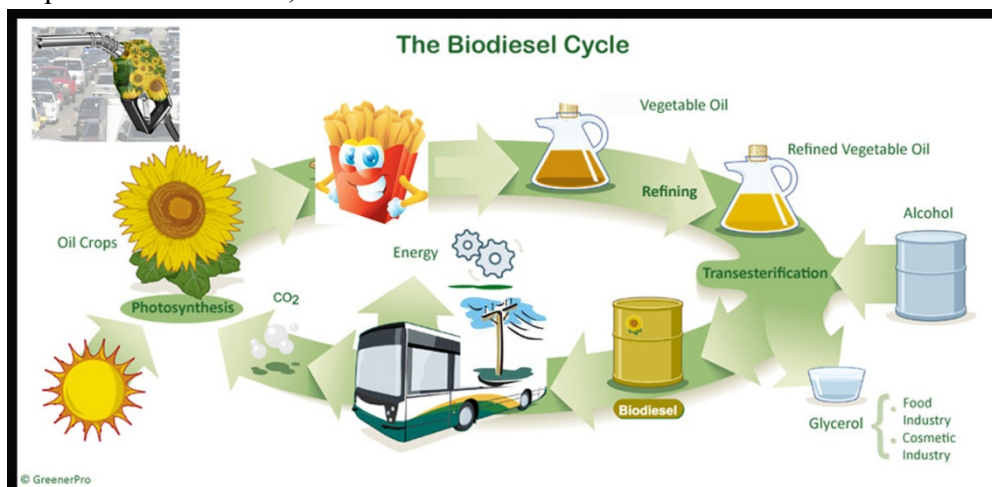 The Biodiesel Cycle
Vegetable Oil
Refined Vegetable Oil
Refining
Alcohol
Oil Crops
Energy
Transesterification
CO2
Photosynthesis
Biodiesel
Glycerol
· Food
Industry
· Cosmetic
Industry
© GreenerPro